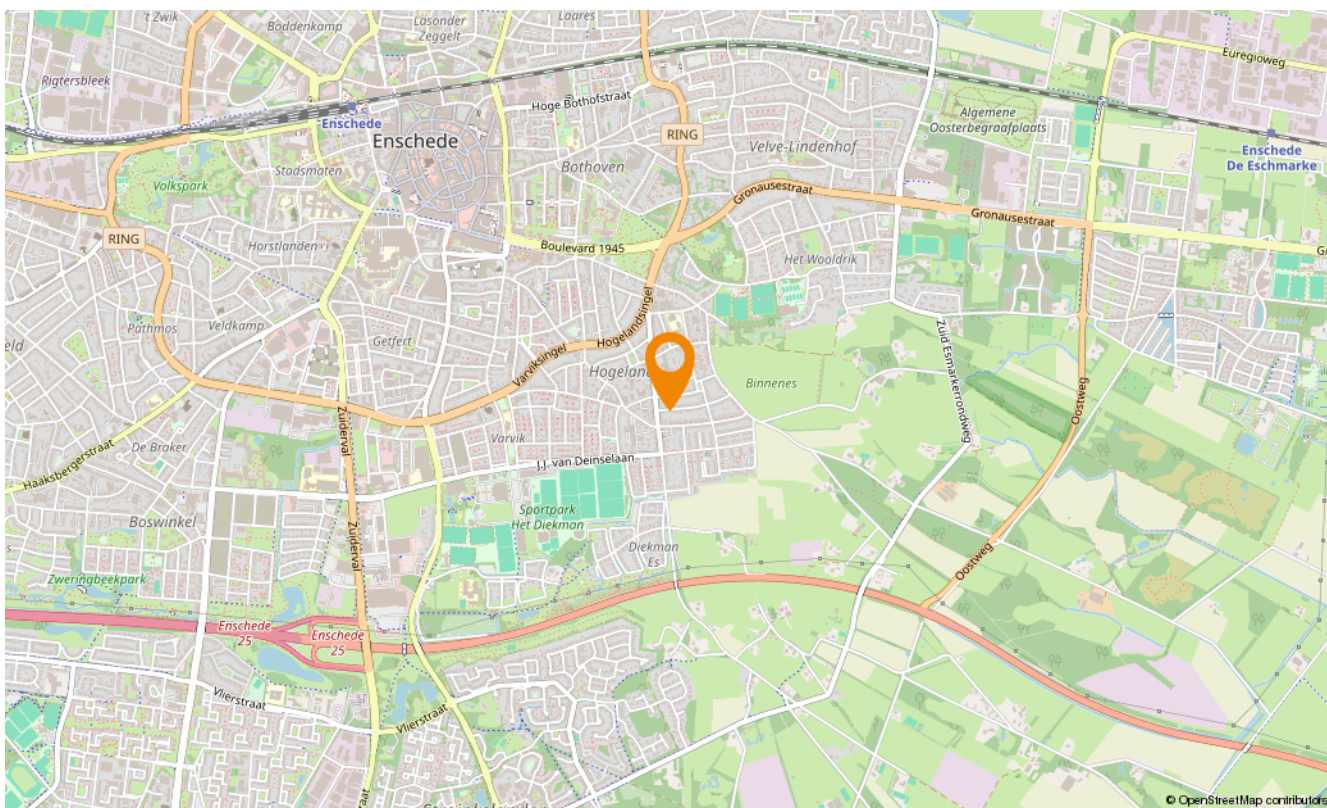 't Zwik
Boddenkamp
Lasonder
Zeggelt
Laares
Euregioweg
Rigtersbleek
Hoge Bothofstraat
Algemene
Oosterbegraafplaats
Enschede
Enschede
RING
Velve-Lindenhof
Enschede
De Eschmarke
Bothoven
Stadsmaten
Volkspark
Gronausestraat
Gronausestraat
RING
Horstlanden
Boulevard 1945
Het Wooldrik
Pathmos
Veldkamp
Getfert
Hogelandsingel
Varviksingel
Zuid Esmarkerrondweg
Binnenes
Oostweg
Zuiderval
De Braker
Varvik
J.J. van Deinselaan
Haaksbergerstraat
Boswinkel
Sportpark
Het Diekman
Zuiderval
Diekman
Es
Oostweg
Zweringbeekpark
Enschede
25
Enschede
25
Vlierstraat
Vlierstraat
© OpenStreetMap contributors